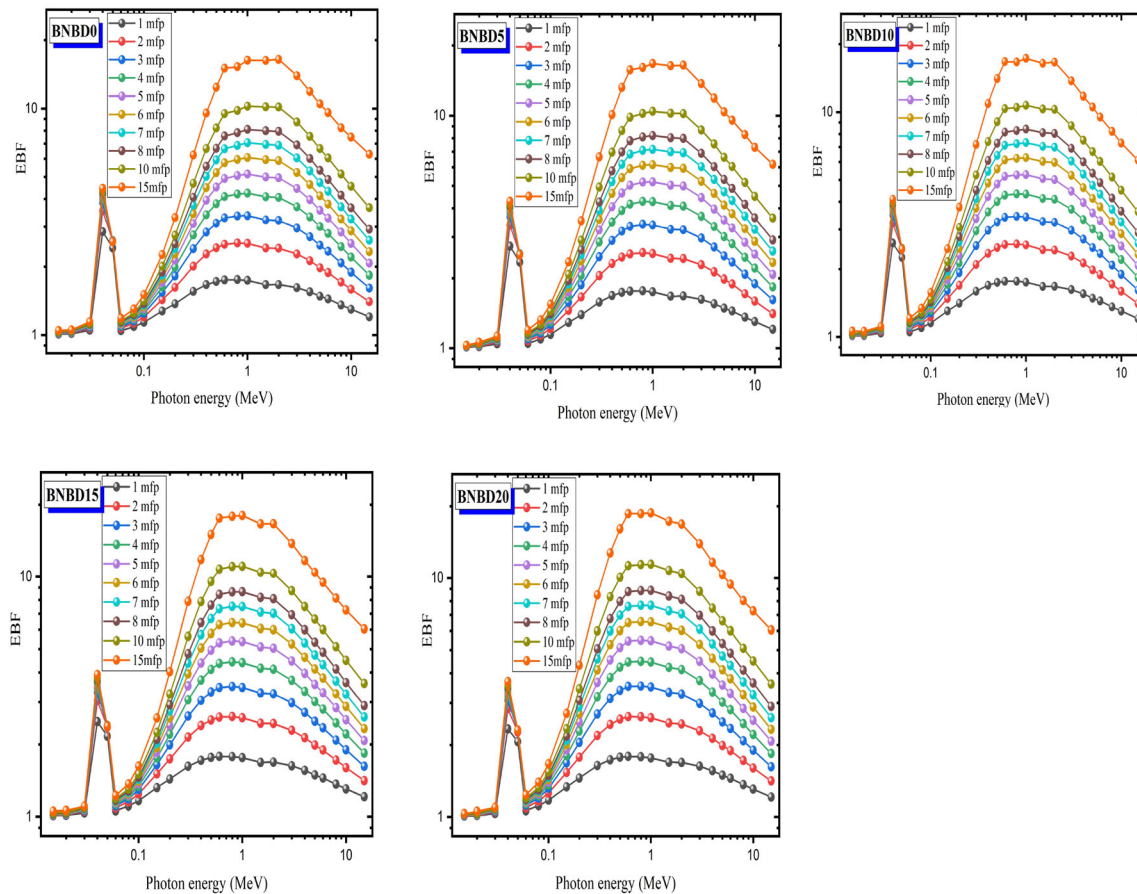 BNBD0
1 mfp
2 mfp
3 mfp
4 mfp
5 mfp
6 mfp
7 mfp
8 mfp
10 mfp
15mfp
10
1
EBF
0.1 1 10
Photon energy (MeV)
BNBD5
1 mfp
2 mfp
3 mfp
4 mfp
5 mfp
6 mfp
7 mfp
8 mfp
10 mfp
15mfp
10
1
EBF
0.1 1 10
Photon energy (MeV)
BNBD10
1 mfp
2 mfp
3 mfp
4 mfp
5 mfp
6 mfp
7 mfp
8 mfp
10 mfp
15mfp
10
1
EBF
0.1 1 10
Photon energy (MeV)
BNBD15
1 mfp
2 mfp
3 mfp
4 mfp
5 mfp
6 mfp
7 mfp
8 mfp
10 mfp
15mfp
10
1
EBF
0.1 1 10
Photon energy (MeV)
BNBD20
1 mfp
2 mfp
3 mfp
4 mfp
5 mfp
6 mfp
7 mfp
8 mfp
10 mfp
15mfp
10
1
EBF
0.1 1 10
Photon energy (MeV)